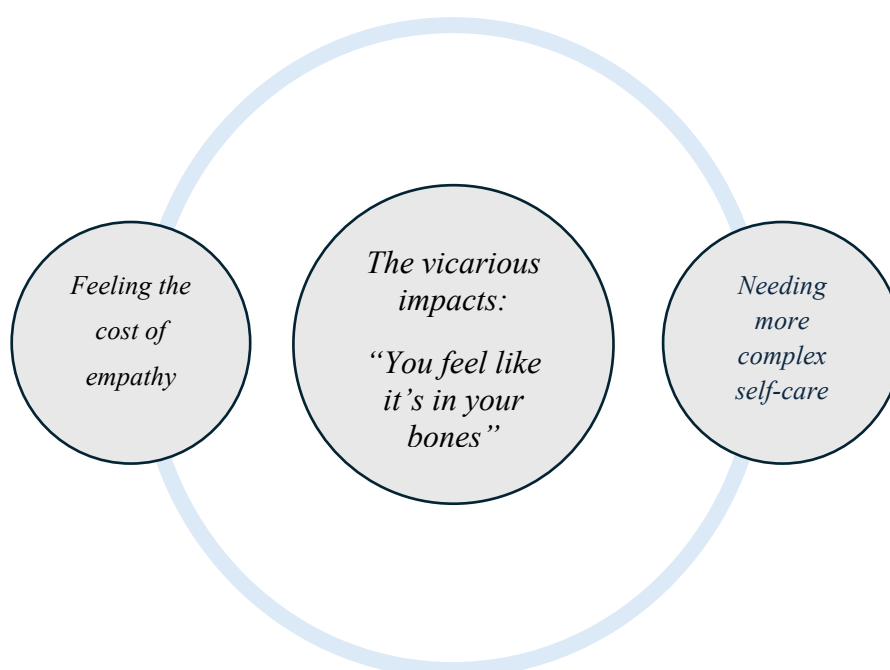 Feeling the
cost of
empathy
The vicarious
impacts:
“You feel like
it’s in your
bones”
Needing
more
complex
self-care